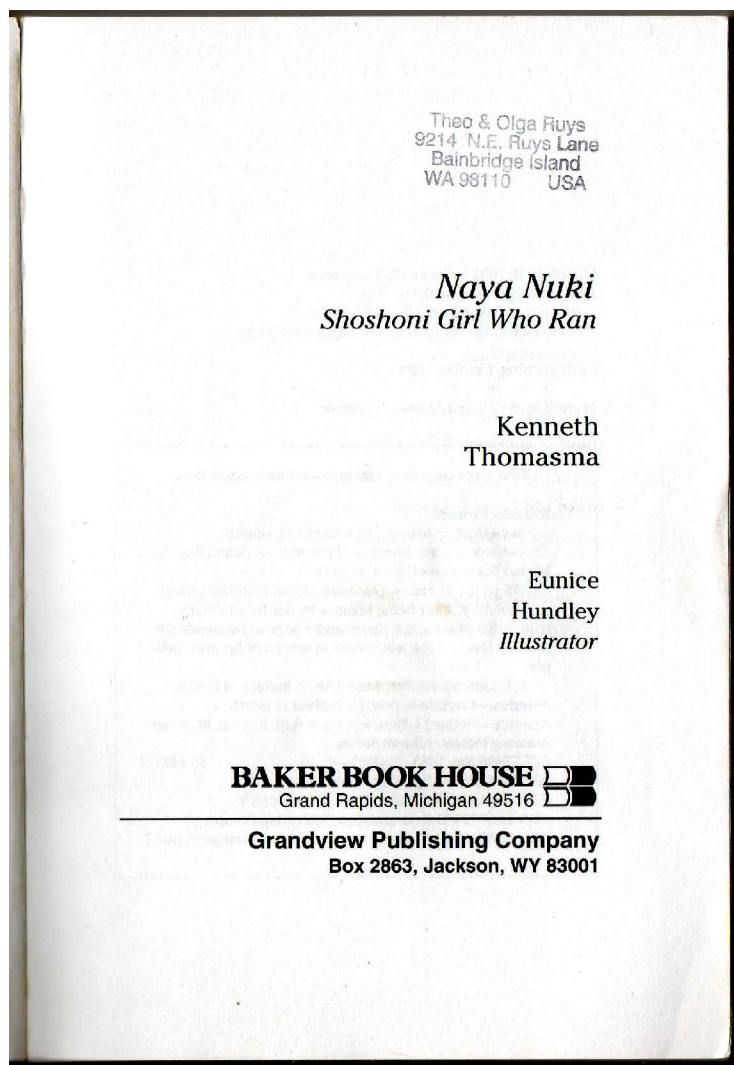 Theo & Olga Ruys
9214 N.E. Ruys Lane
Bainbridge Island
WA 98110 USA
Naya Nuki
Shoshoni Girl Who Ran
Kenneth
Thomasma
Eunice
Hundley
Illustrator
BAKER BOOK HOUSE
Grand Rapids, Michigan 49516
Grandview Publishing Company
Box 2863, Jackson, WY 83001